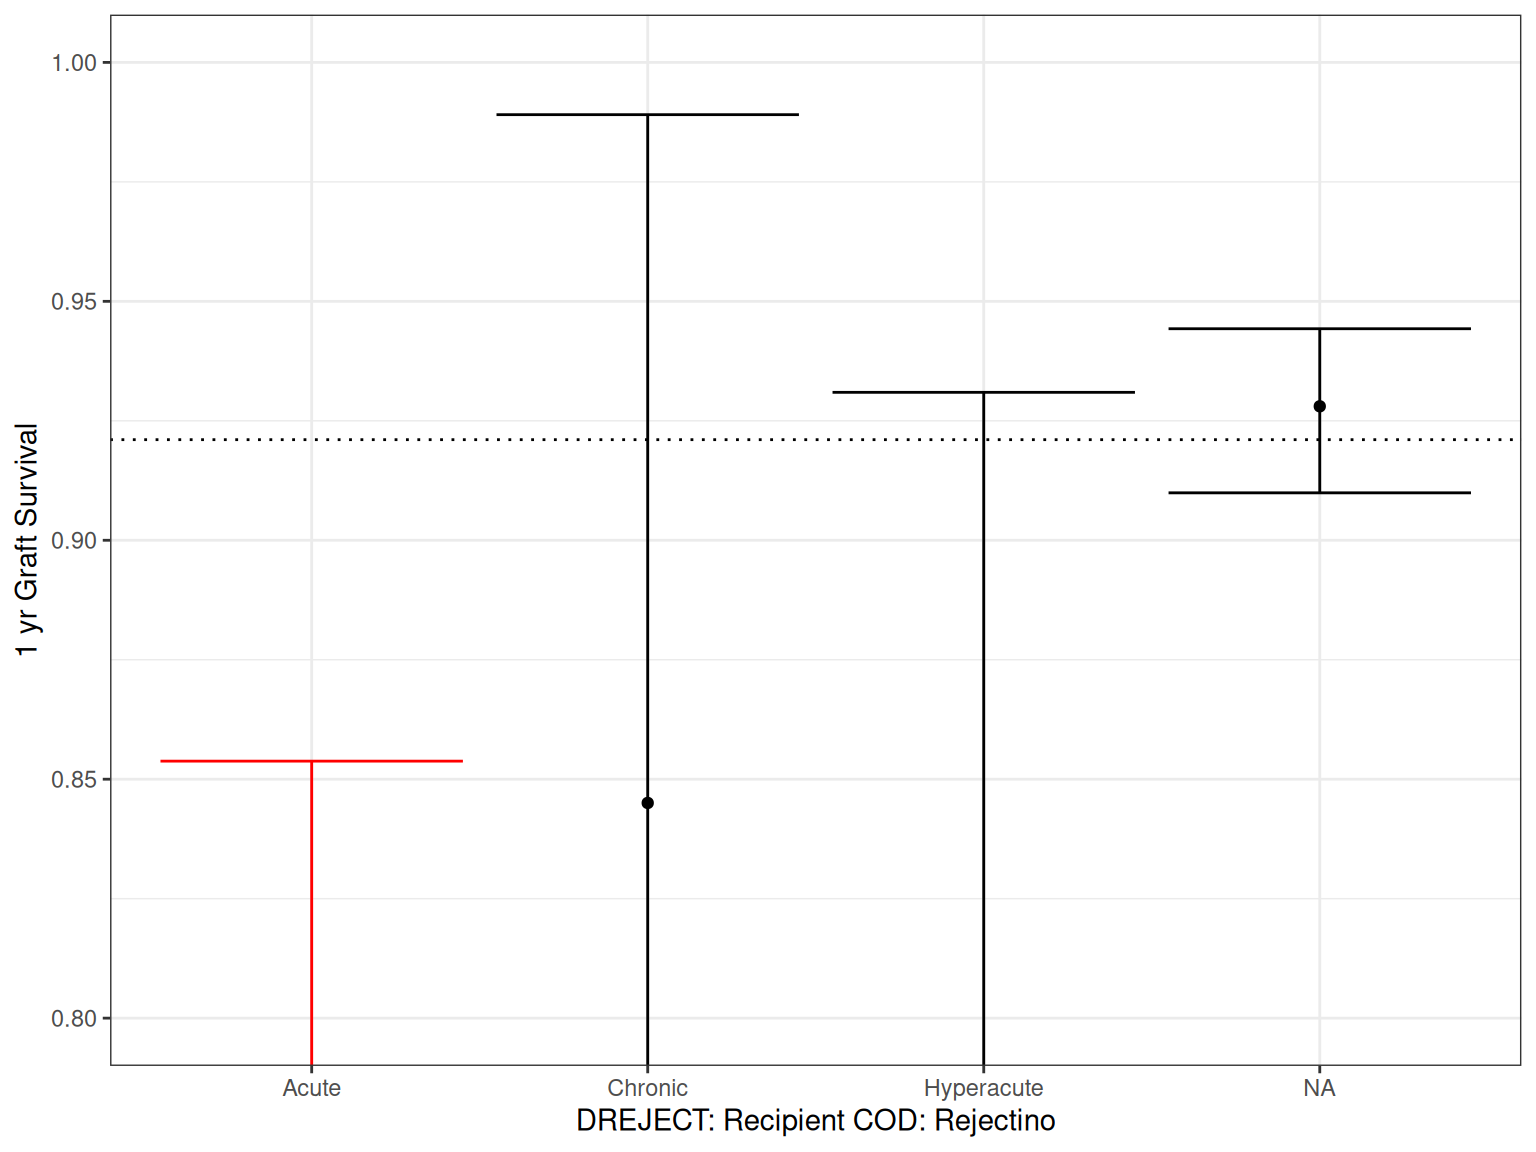 1.00
0.95
0.90
0.85
0.80
1 yr Graft Survival
Acute
Chronic
Hyperacute
NA
DREJECT: Recipient COD: Rejectino